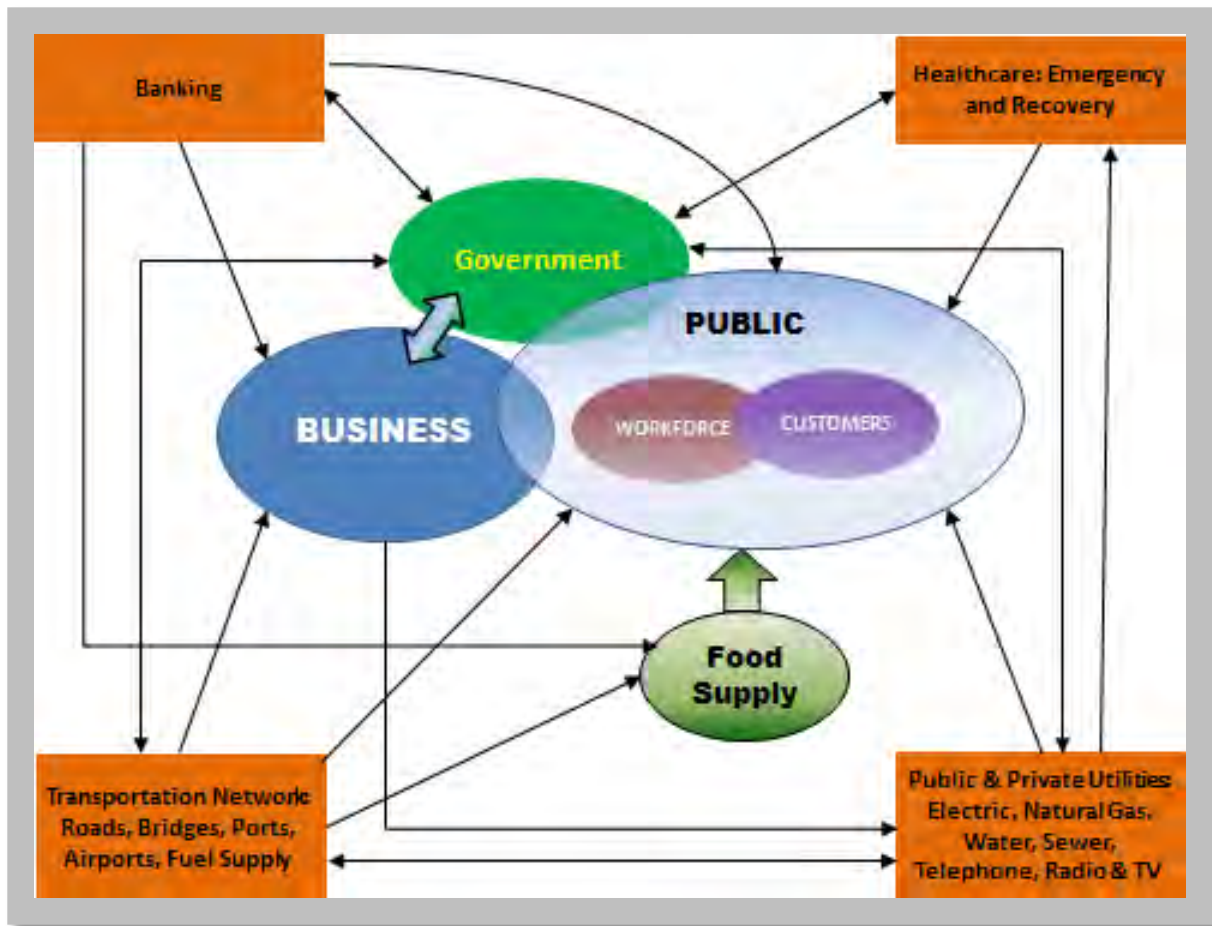 Banking
Healthcare: Emergency
and Recovery
Government
PUBLIC
BUSINESS
WORKFORCE
CUSTOMERS
Food
Supply
Transportation Network:
Roads, Bridges, Ports,
Airports, Fuel Supply
Public & Private Utilities:
Electric, Natural Gas,
Water, Sewer,
Telephone, Radio & TV